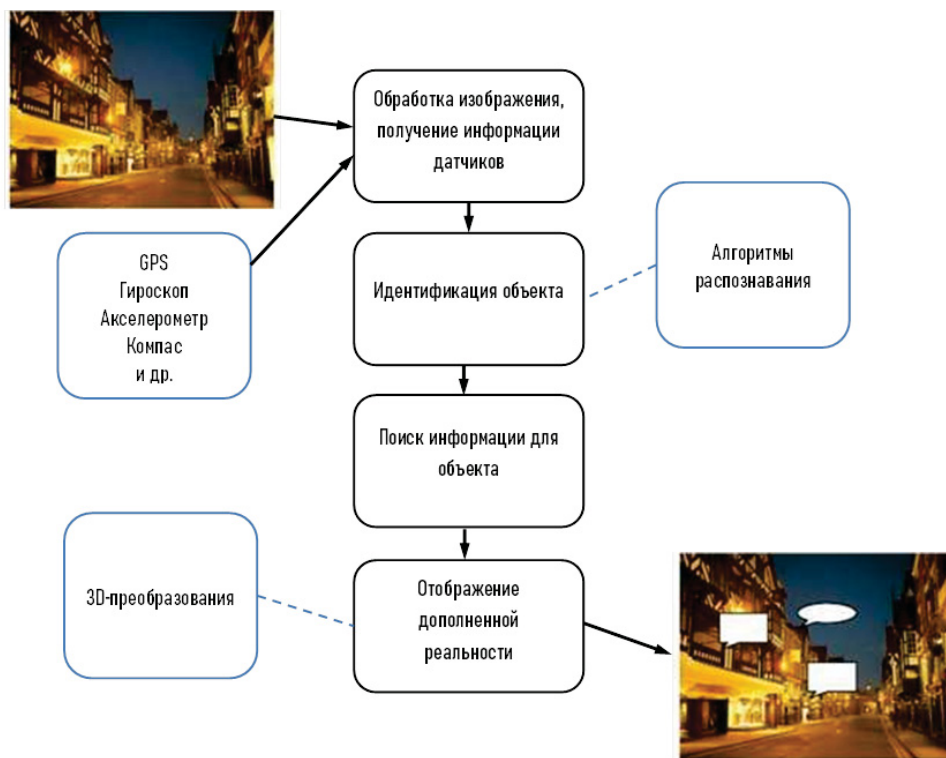 Обработка изображения,
получение информации
датчиков
GPS
Гироскоп
Акселерометр
Компас
и др.
Идентификация объекта
Алгоритмы
распознавания
Поиск информации для
объекта
3D-преобразования
Отображение
дополненной
реальности